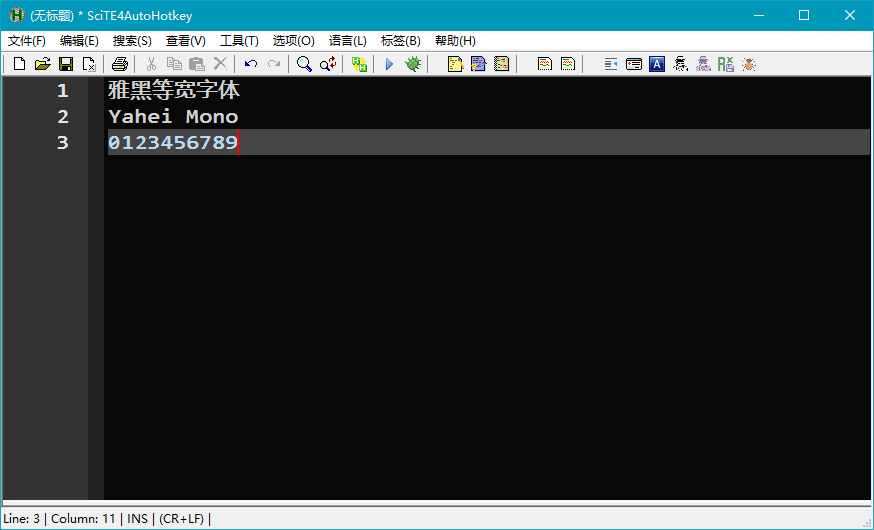 (无标题) * SciTE4AutoHotkey
文件(F) 编辑(E) 搜索(S) 查看(V) 工具(T) 选项(O) 语言(L) 标签(B) 帮助(H)
1 雅黑等宽字体
2 Yahei Mono
3 0123456789
Line: 3 | Column: 11 | INS | (CR+LF) |